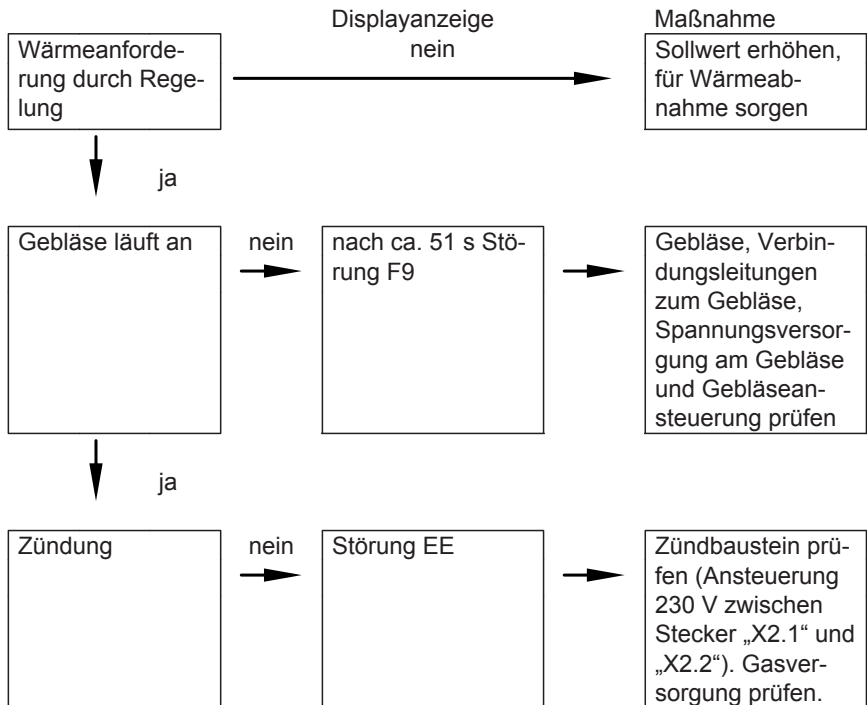 Displayanzeige
Maßnahme
Wärmeanforde-
rung durch Rege-
lung
nein
Sollwert erhöhen,
für Wärmeab-
nahme sorgen
ja
Gebläse läuft an
nein
nach ca. 51 s Stö-
rung F9
Gebläse, Verbin-
dungsleitungen
zum Gebläse,
Spannungsversor-
gung am Gebläse
und Gebläsean-
steuerung prüfen
ja
Zündung
nein
Störung EE
Zündbaustein prü-
fen (Ansteuerung
230 V zwischen
Stecker „X2.1“ und
„X2.2“). Gasver-
sorgung prüfen.